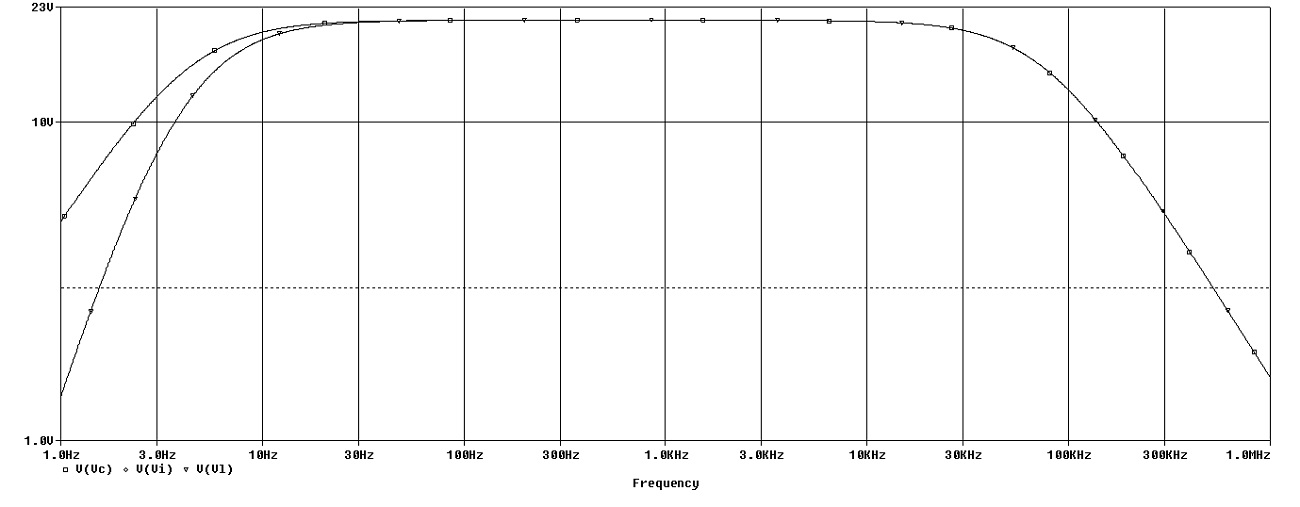 23V
10V
1.0V
1.0Hz 3.0Hz 10Hz 30Hz 100Hz 300Hz 1.0KHz 3.0KHz 10KHz 30KHz 100KHz 300KHz 1.0MHz
V(Vc) V(Vi) V(Vl)
Frequency